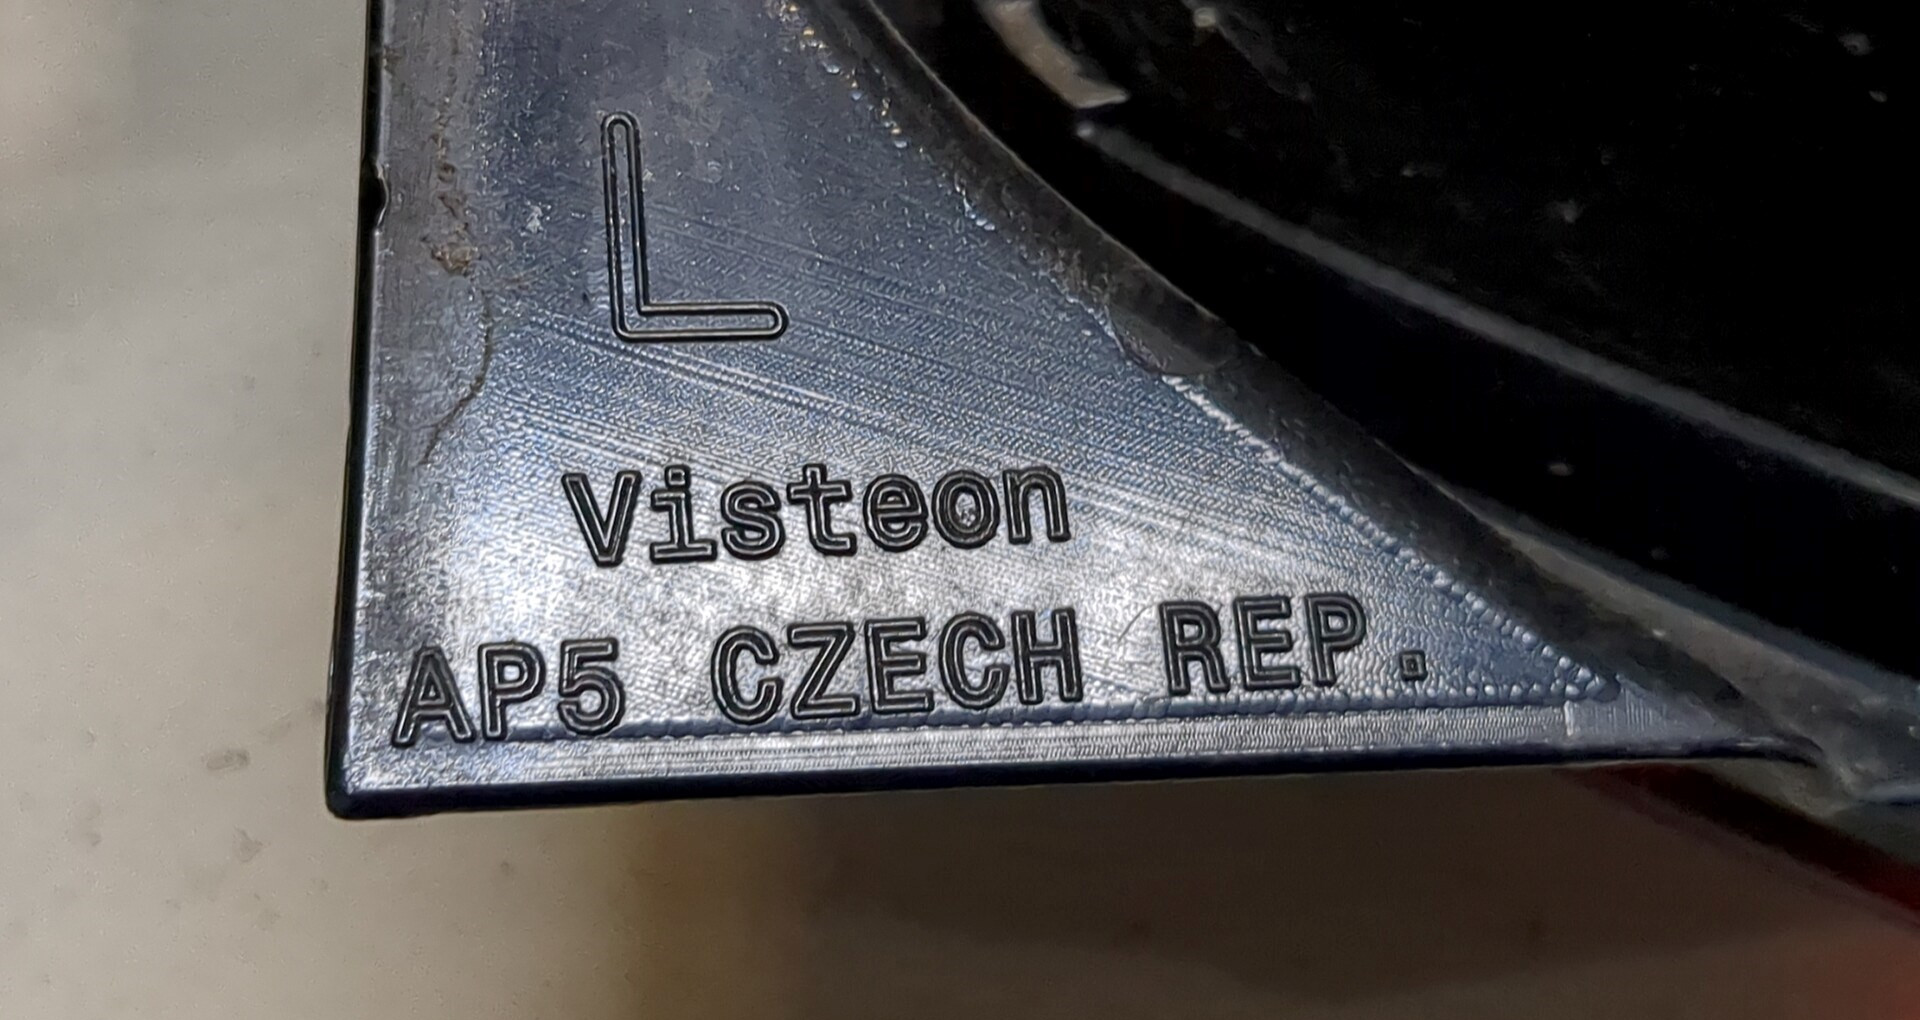 L
Visteon
AP5 CZECH REP.